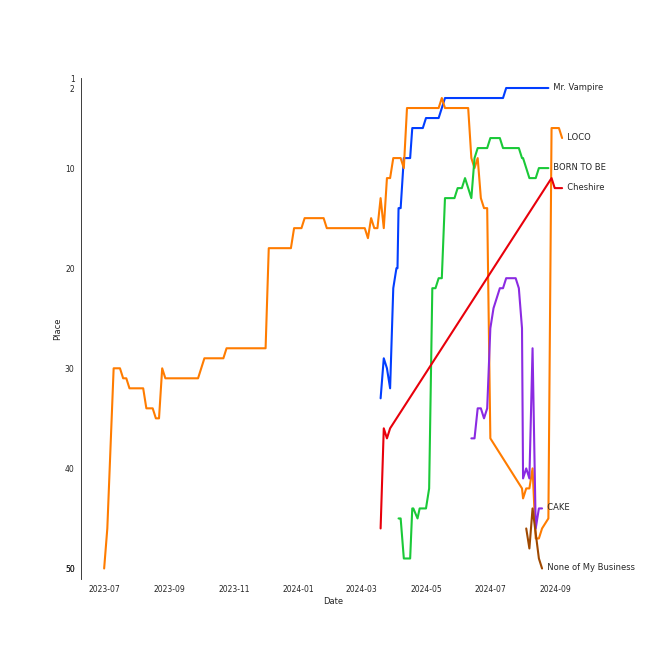 1
2
Mr. Vampire
LOCO
10
BORN TO BE
Cheshire
20
30
Place
40
CAKE
50
None of My Business
2023-07
2023-09
2023-11
2024-01
2024-03
2024-05
2024-07
2024-09
Date